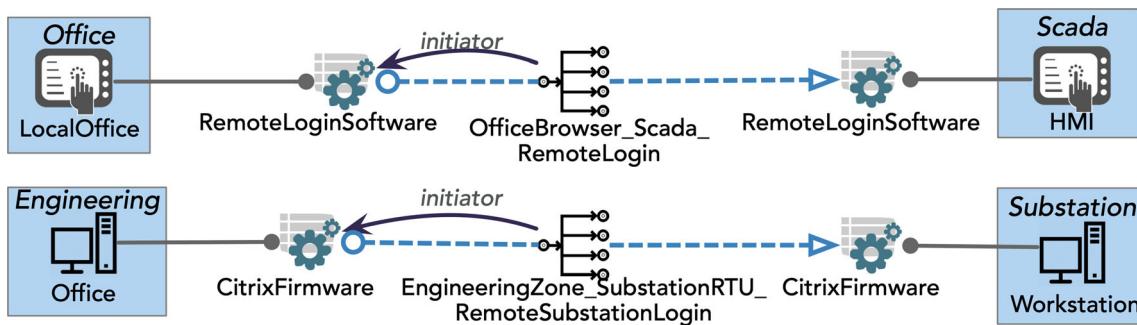 Office
initiator
Scada
LocalOffice
RemoteLoginSoftware
OfficeBrowser_Scada_
RemoteLogin
RemoteLoginSoftware
HMI
Engineering
initiator
Substation
Office
CitrixFirmware
EngineeringZone_SubstationRTU_
RemoteSubstationLogin
CitrixFirmware
Workstation